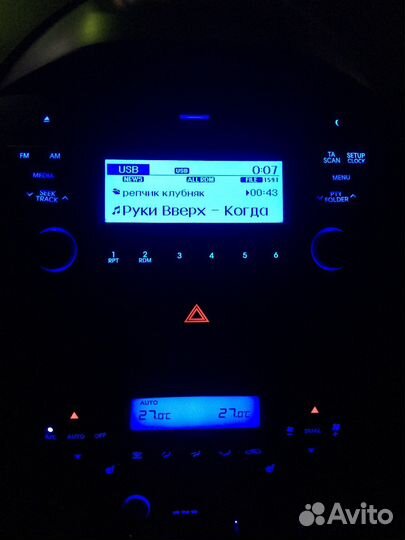 FM AM
MEDIA
SEEK
TRACK
USB USB 0:07
NEWS ALL RDM FILE 1591
репчик клубняк 00:43
Руки Вверх - Когда
TA
SCAN
SETUP
CLOCK
MENU
PTY
FOLDER
1
RPT
2
RDM
3 4 5 6
AUTO
27.0c 27.0c
AUTO OFF
DUAL
Avito